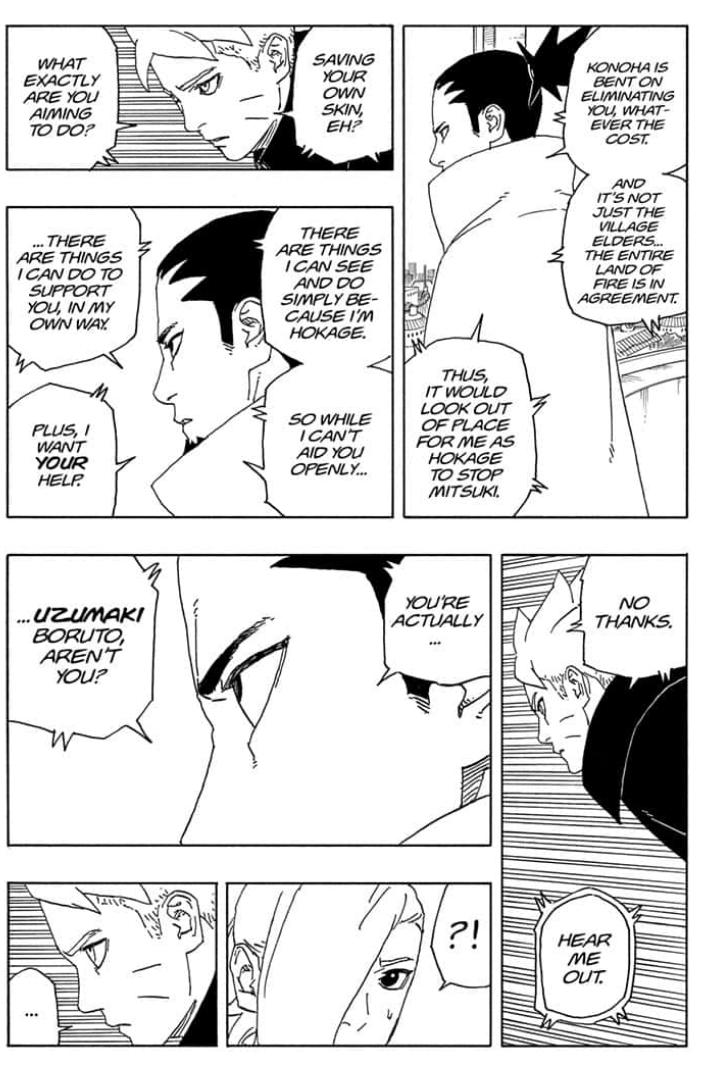 KONOHA IS
BENT ON
ELIMINATING
YOU, WHAT-
EVER THE
COST.
AND
IT'S NOT
JUST THE
VILLAGE
ELDERS...
THE ENTIRE
LAND OF
FIRE IS IN
AGREEMENT.
THUS,
IT WOULD
LOOK OUT
OF PLACE
FOR ME AS
HOKAGE
TO STOP
MITSUKI.
SAVING
YOUR
OWN
SKIN,
EH?
WHAT
EXACTLY
ARE YOU
AIMING
TO DO?
THERE
ARE THINGS
I CAN SEE
AND DO
SIMPLY BE-
CAUSE I'M
HOKAGE.
SO WHILE
I CAN'T
AID YOU
OPENLY...
...THERE
ARE THINGS
I CAN DO TO
SUPPORT
YOU, IN MY
OWN WAY.
PLUS, I
WANT
YOUR
HELP.
NO
THANKS.
HEAR
ME
OUT.
YOU'RE
ACTUALLY
...
...UZUMAKI
BORUTO,
AREN'T
YOU?
?!
...